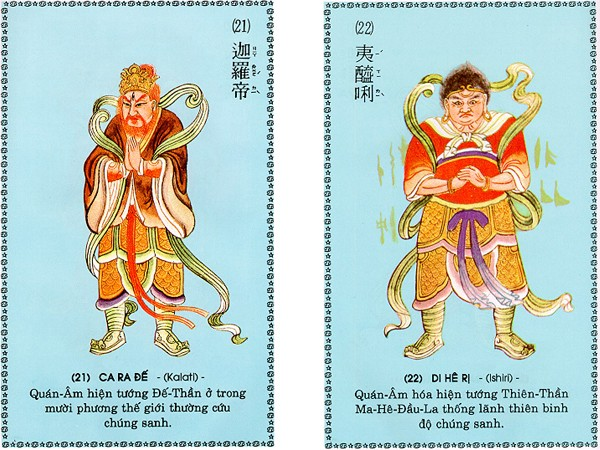 (21)
迦羅帝
(21) CA RA ĐẾ - (Kalati) -
Quán-Âm hiện tướng Đế-Thần ở trong
mười phương thế giới thường cứu
chúng sanh.
(22)
夷醯唎
(22) DI HÊ RỊ - (Ishiri) -
Quán-Âm hóa hiện tướng Thiên-Thần
Ma-Hê-Đầu-La thống lãnh thiên binh
độ chúng sanh.